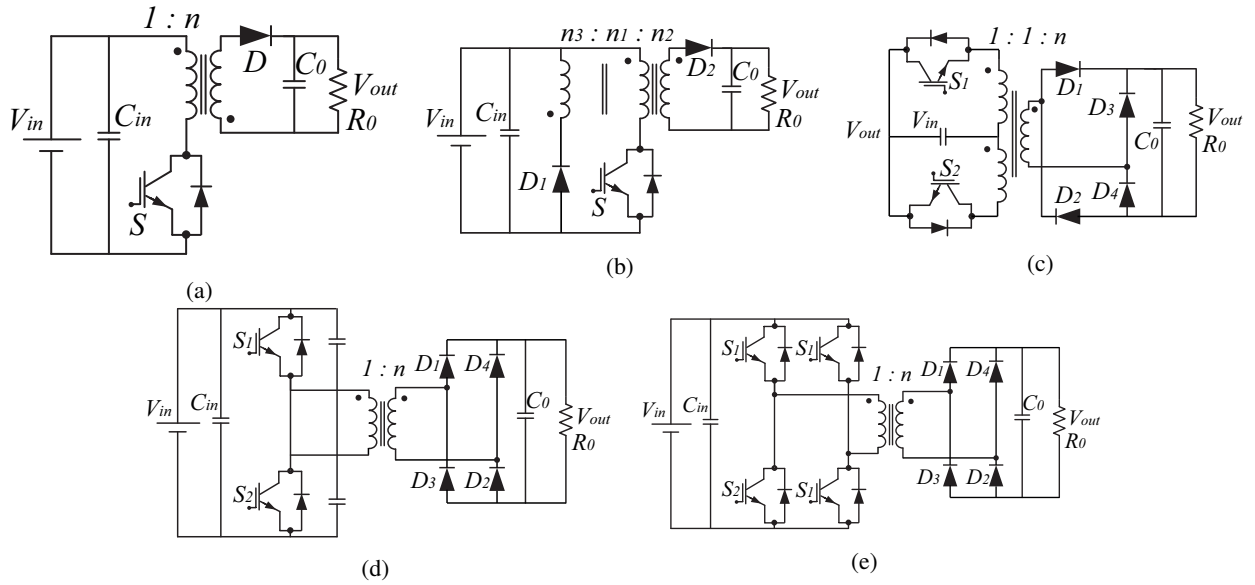 1 : n
D
C0
Vout
R0
Vin
Cin
S
(a)
n3 : n1 : n2
D2
C0
Vout
R0
Vin
Cin
D1
S
(b)
1 : 1 : n
S1
D1
D3
Vout
Vin
C0
Vout
R0
S2
D2
D4
(c)
S1
1 : n
D1
D4
Vin
Cin
C0
Vout
R0
S2
D3
D2
(d)
S1
S1
1 : n
D1
D4
Vin
Cin
C0
Vout
R0
S2
S1
D3
D2
(e)